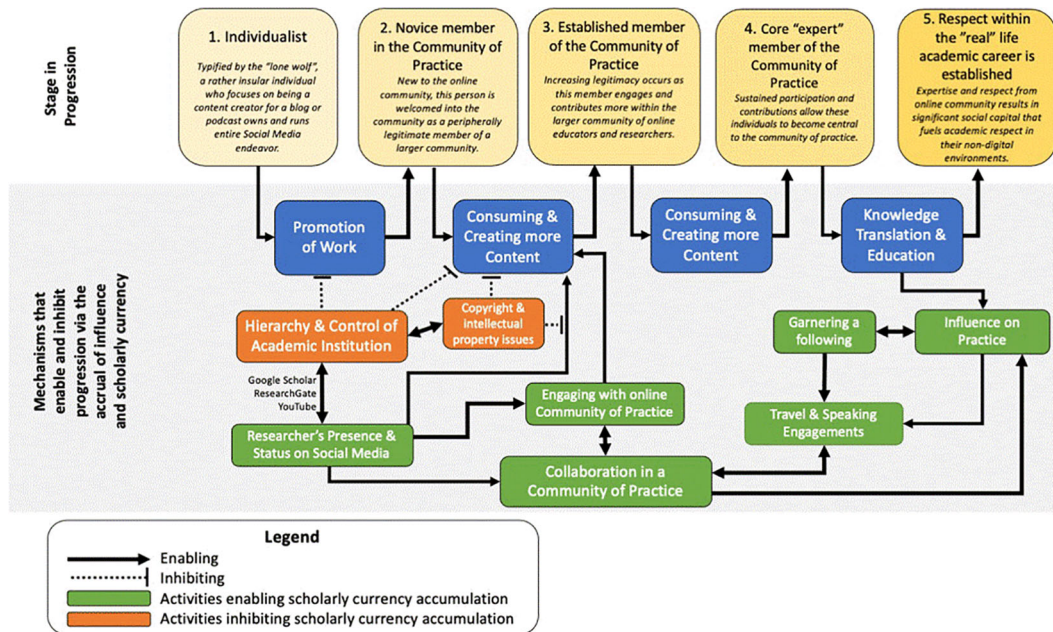 Stage in
Progression
1. Individualist
Typified by the "lone wolf",
a rather insular individual
who focuses on being a
content creator for a blog or
podcast owns and runs
entire Social Media
endeavor.
2. Novice member
in the Community of
Practice
New to the online
community, this person is
welcomed into the
community as a peripherally
legitimate member of a
larger community.
3. Established member
of the Community of
Practice
Increasing legitimacy occurs as
this member engages and
contributes more within the
larger community of online
educators and researchers.
4. Core "expert"
member of the
Community of
Practice
Sustained participation and
contributions allow these
individuals to become central
to the community of practice.
5. Respect within
the "real" life
academic career is
established
Expertise and respect from
online community results in
significant social capital that
fuels academic respect in
their non-digital
environments.
Mechanisms that
enable and inhibit
progression via the
accrual of influence
and scholarly currency
Promotion
of Work
Consuming &
Creating more
Content
Consuming &
Creating more
Content
Knowledge
Translation &
Education
Hierarchy & Control of
Academic Institution
Copyright &
intellectual
property issues
Garnering a
following
Influence on
Practice
Google Scholar
ResearchGate
YouTube
Engaging with online
Community of Practice
Travel & Speaking
Engagements
Researcher's Presence &
Status on Social Media
Collaboration in a
Community of Practice
Legend
Enabling
Inhibiting
Activities enabling scholarly currency accumulation
Activities inhibiting scholarly currency accumulation